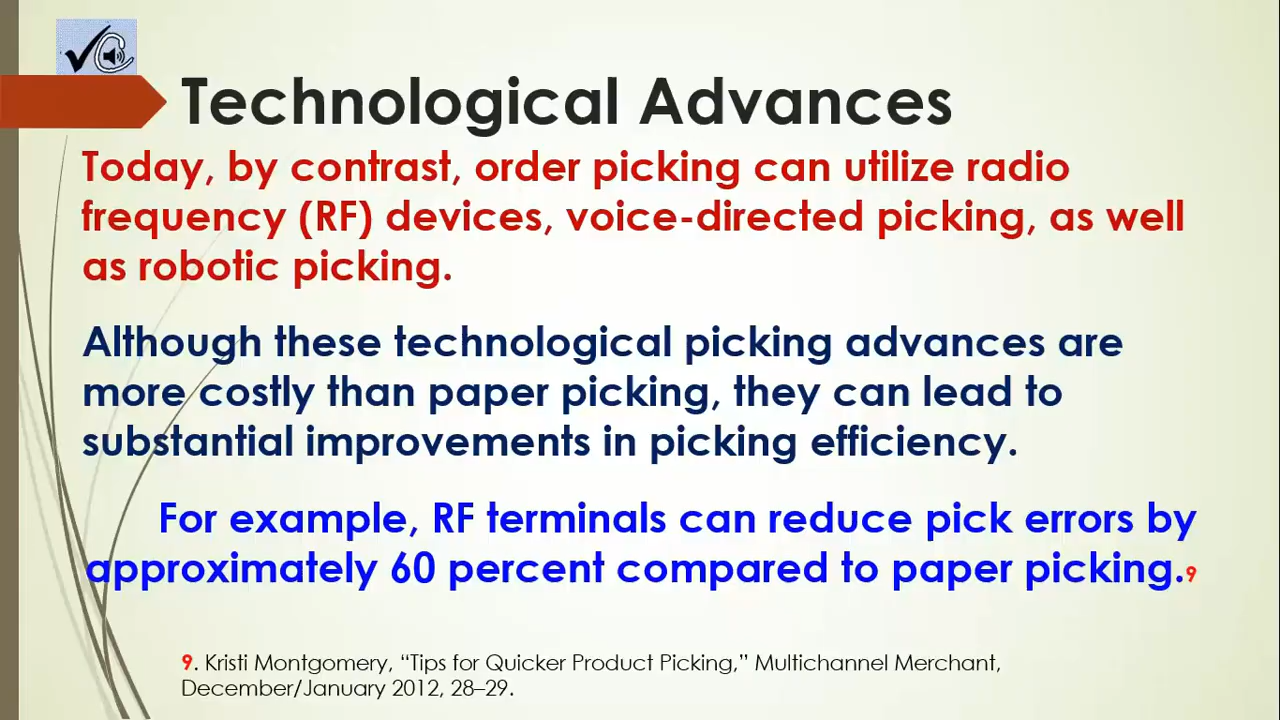 Technological Advances
Today, by contrast, order picking can utilize radio
frequency (RF) devices, voice-directed picking, as well
as robotic picking.
Although these technological picking advances are
more costly than paper picking, they can lead to
substantial improvements in picking efficiency.
For example, RF terminals can reduce pick errors by
approximately 60 percent compared to paper picking.9
9. Kristi Montgomery, “Tips for Quicker Product Picking,” Multichannel Merchant,
December/January 2012, 28–29.